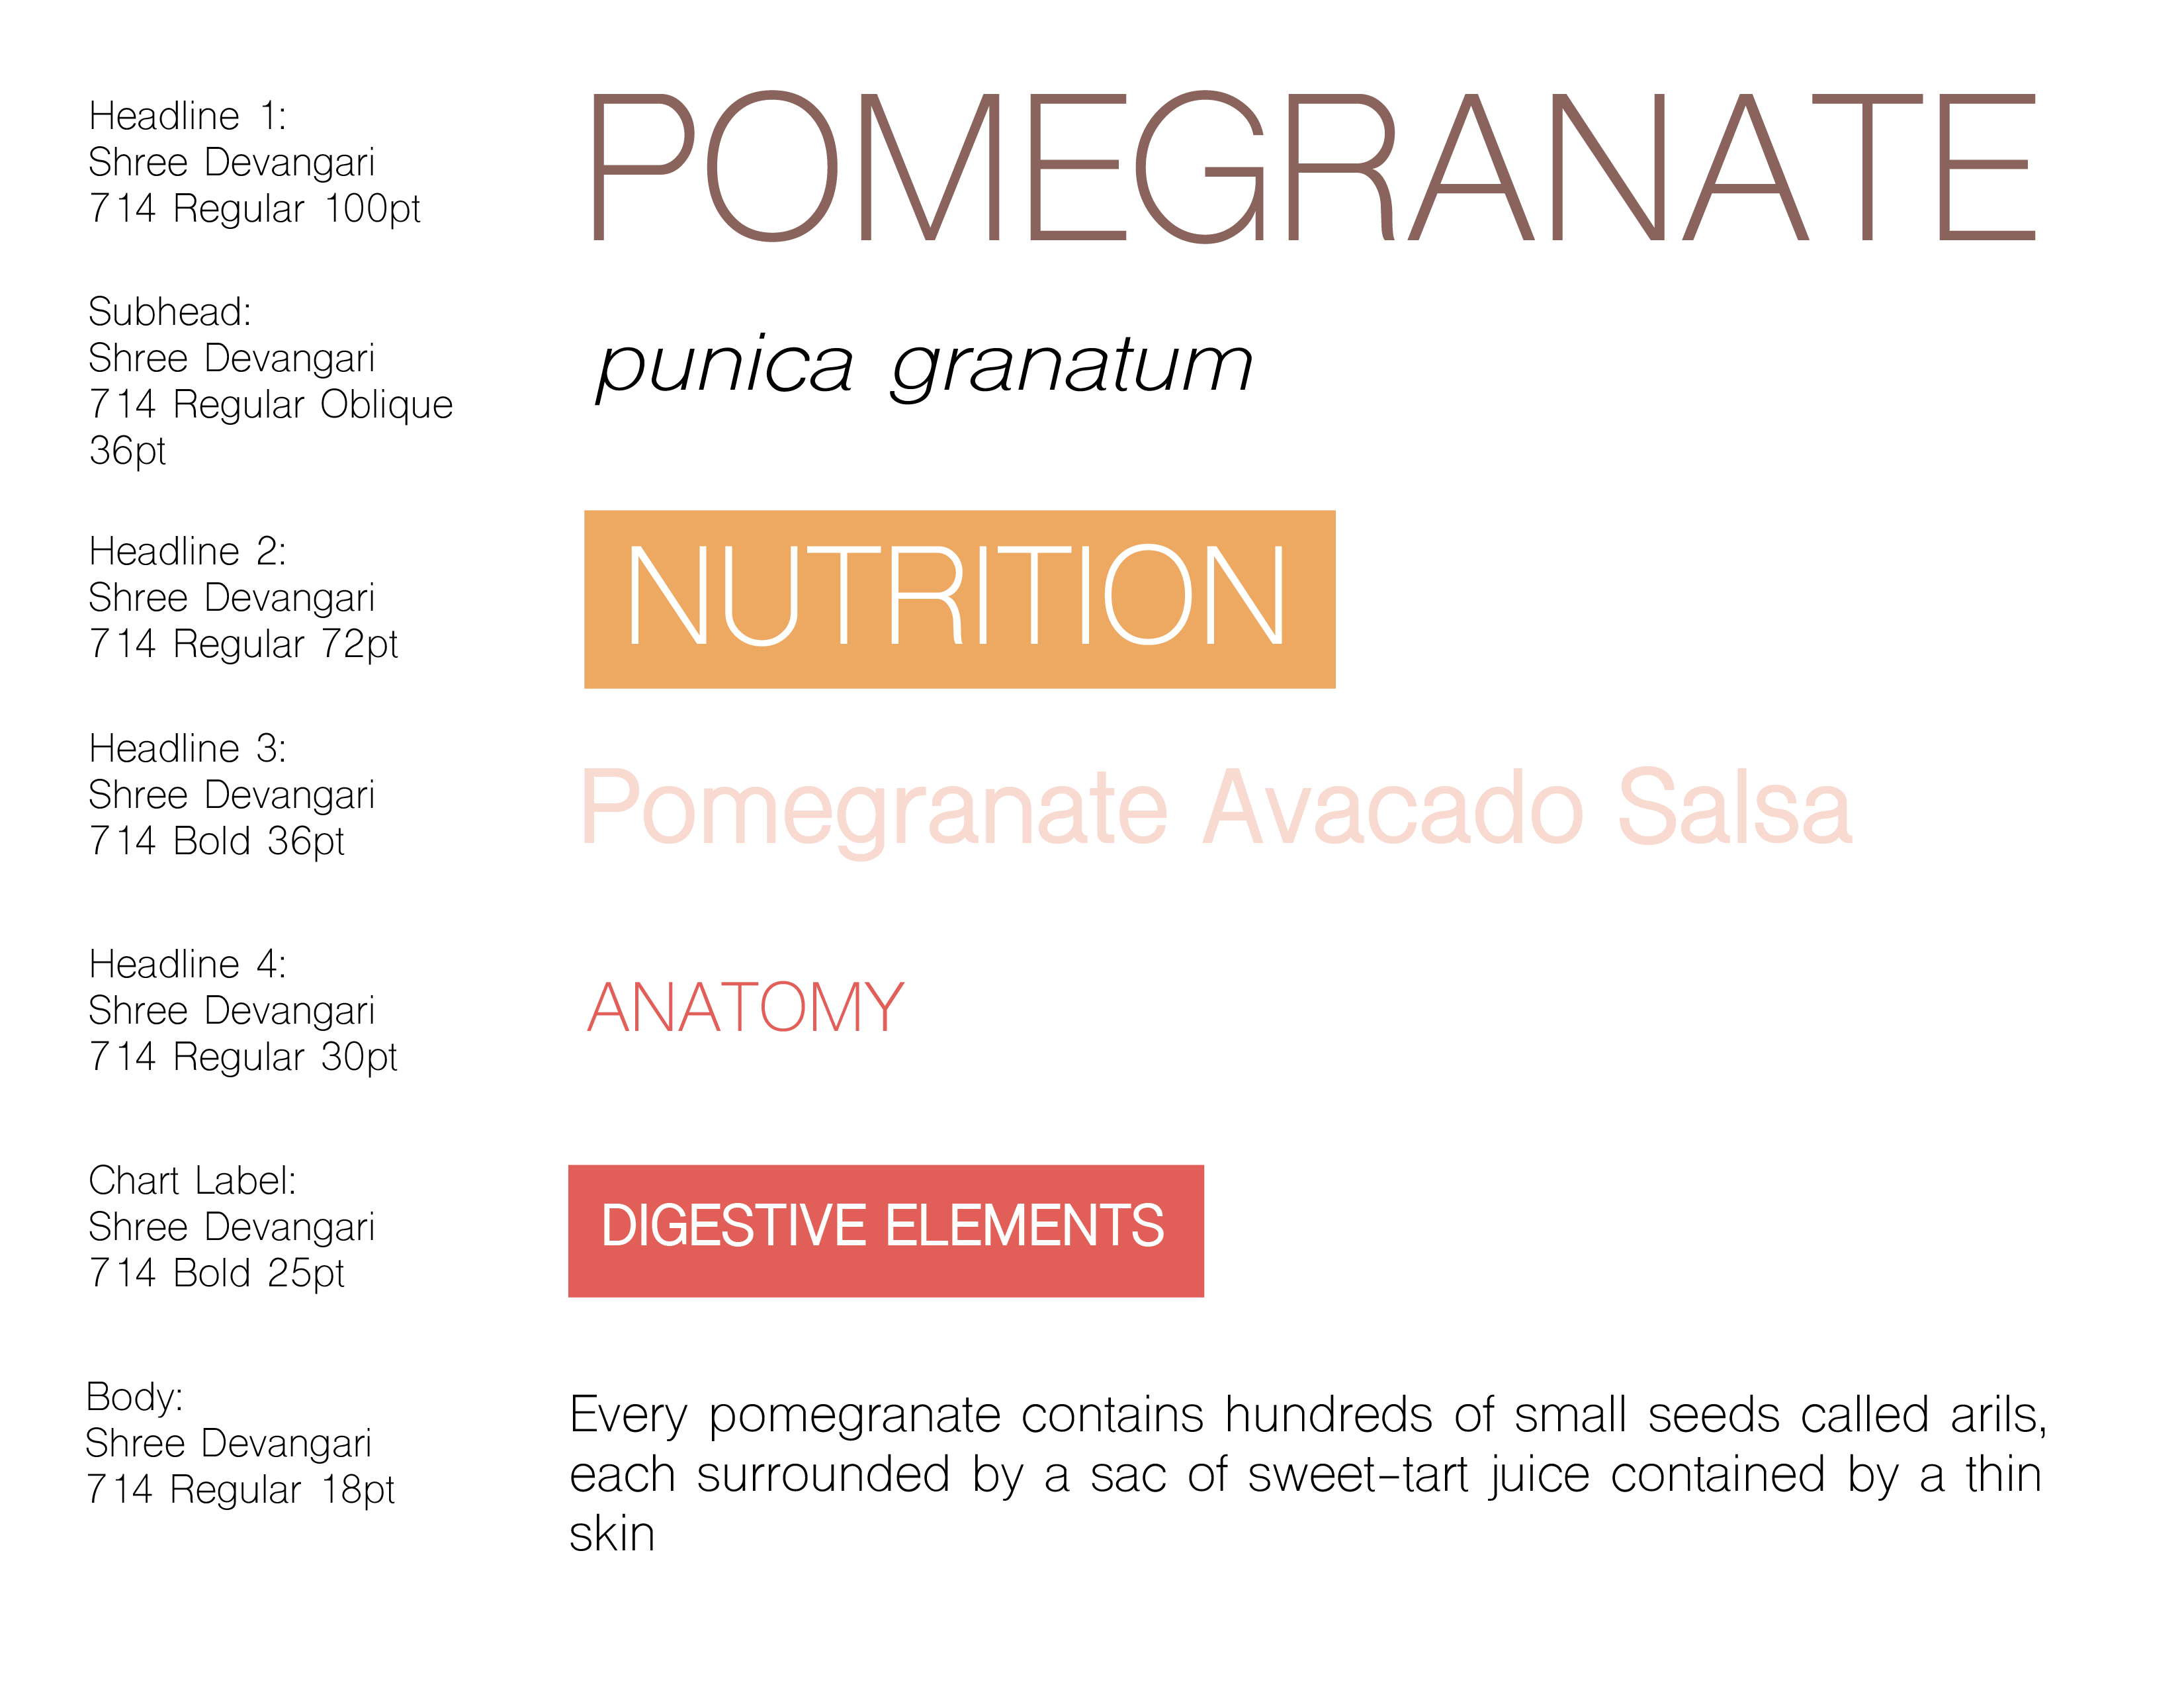 Headline 1:
Shree Devangari
714 Regular 100pt
POMEGRANATE
Subhead:
Shree Devangari
714 Regular Oblique
36pt
punica granatum
Headline 2:
Shree Devangari
714 Regular 72pt
NUTRITION
Headline 3:
Shree Devangari
714 Bold 36pt
Pomegranate Avacado Salsa
Headline 4:
Shree Devangari
714 Regular 30pt
ANATOMY
Chart Label:
Shree Devangari
714 Bold 25pt
DIGESTIVE ELEMENTS
Body:
Shree Devangari
714 Regular 18pt
Every pomegranate contains hundreds of small seeds called arils,
each surrounded by a sac of sweet-tart juice contained by a thin
skin